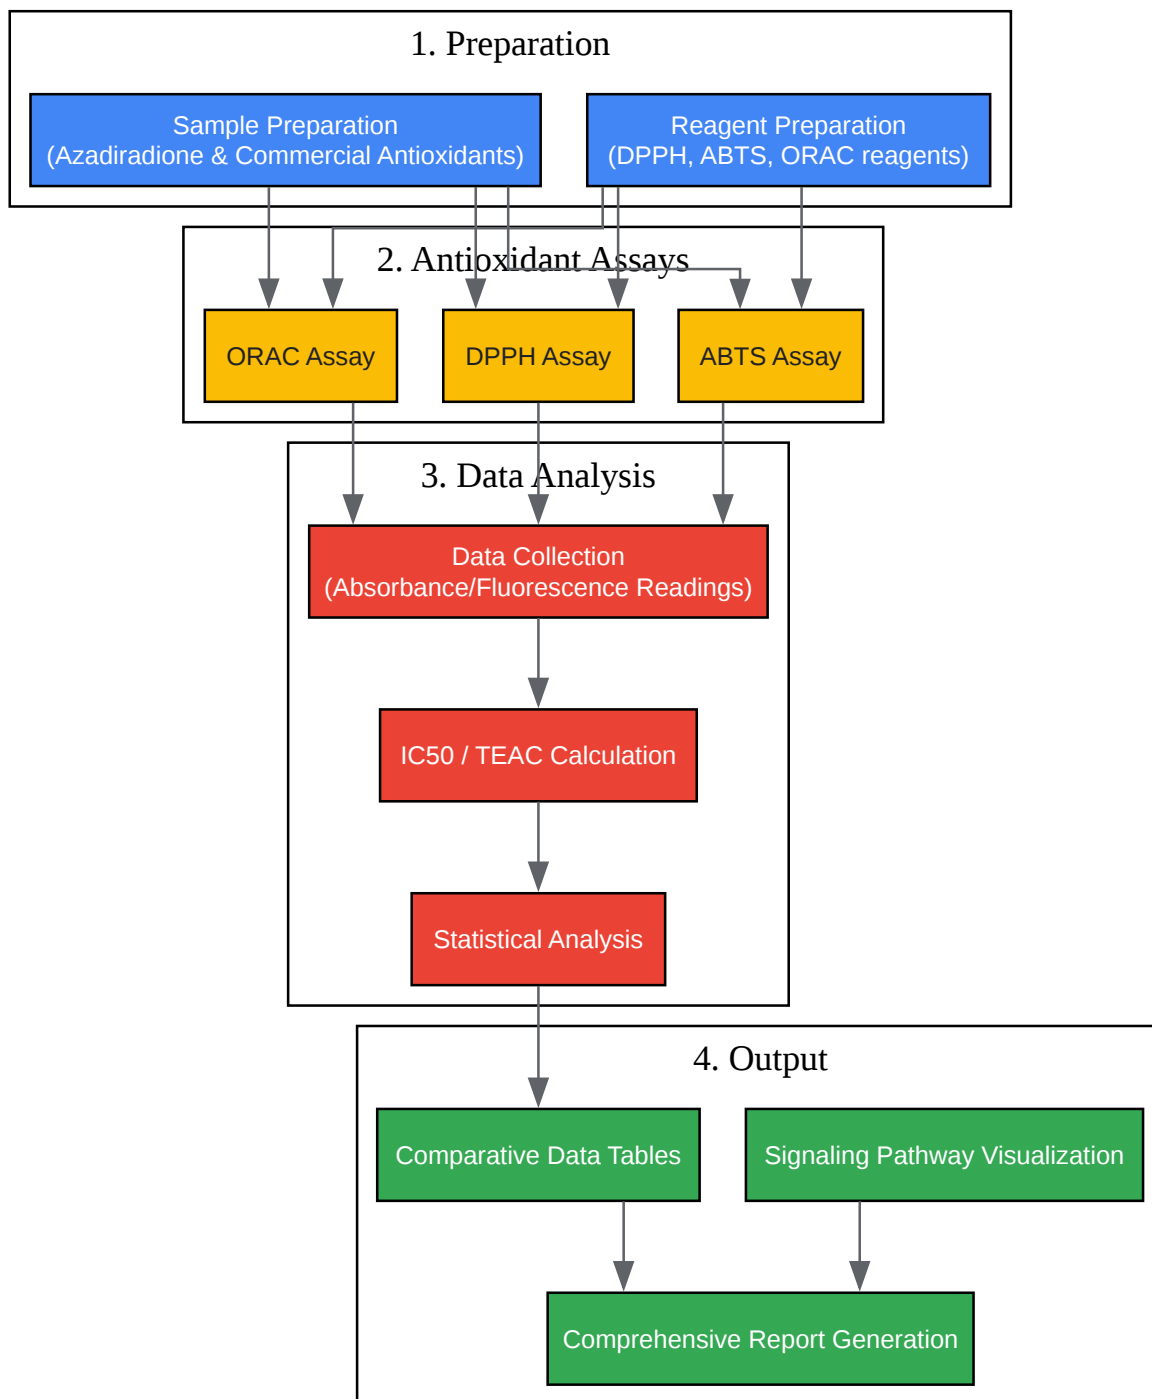 1. Preparation
Sample Preparation
(Azadiradione & Commercial Antioxidants)
Reagent Preparation
(DPPH, ABTS, ORAC reagents)
2. Antioxidant Assays
ORAC Assay
DPPH Assay
ABTS Assay
3. Data Analysis
Data Collection
(Absorbance/Fluorescence Readings)
IC50 / TEAC Calculation
Statistical Analysis
4. Output
Comparative Data Tables
Signaling Pathway Visualization
Comprehensive Report Generation